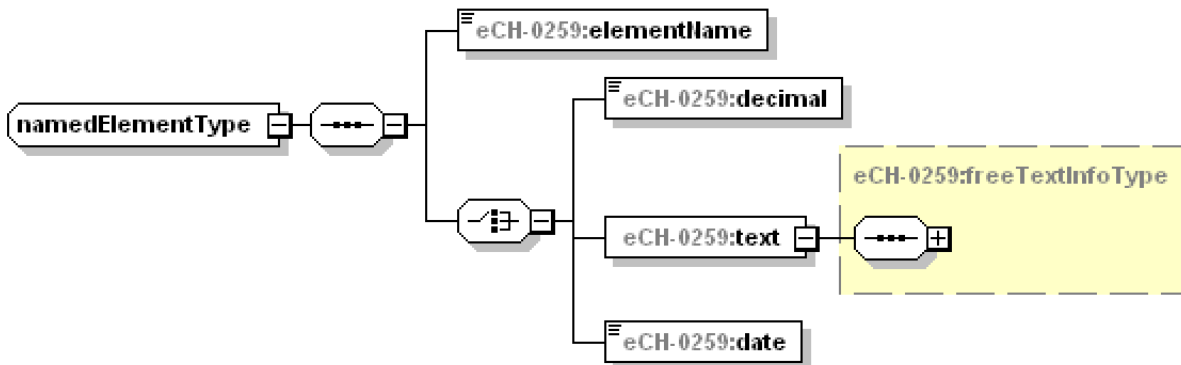 eCH-0259:elementName
eCH-0259:decimal
namedElementType
eCH-0259:freeTextInfoType
eCH-0259:text
eCH-0259:date